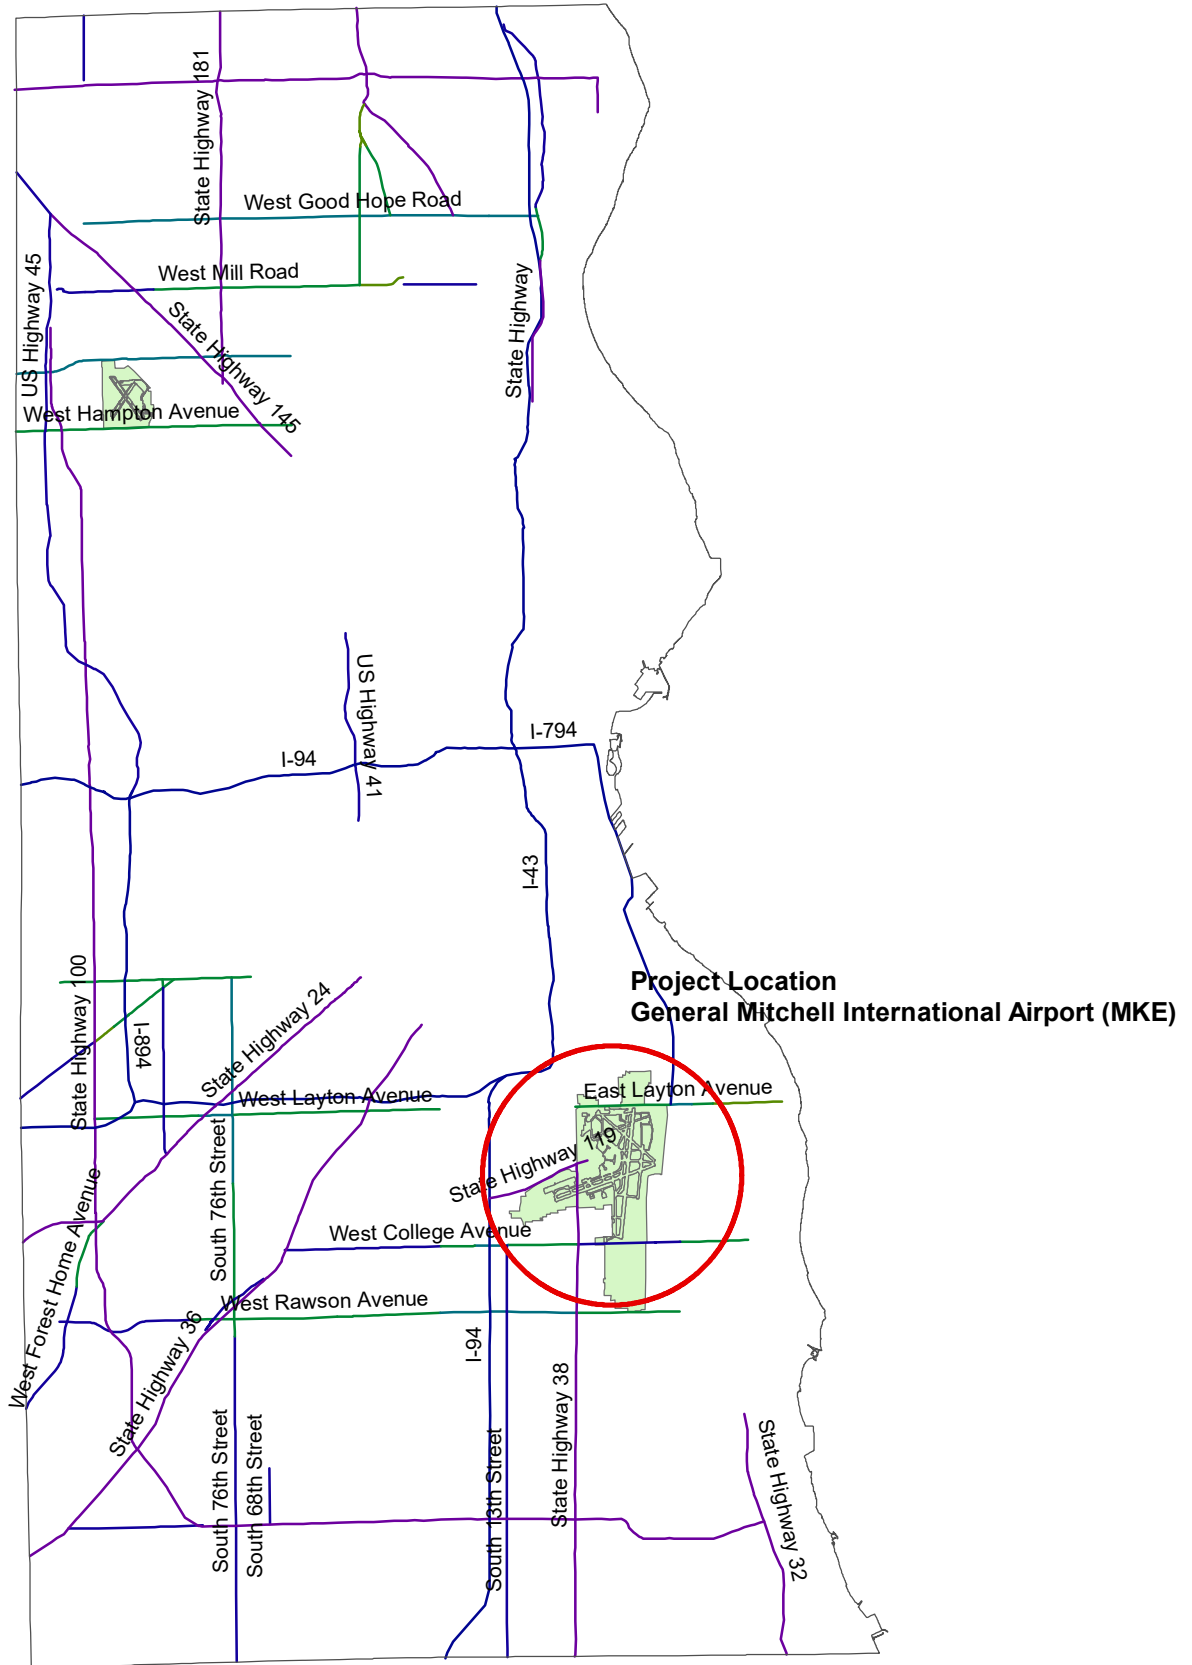 State Highway 181
West Good Hope Road
US Highway 45
West Mill Road
State Highway
State Highway 145
West Hampton Avenue
US Highway 41
I-794
I-94
I-43
State Highway 100
Project Location
General Mitchell International Airport (MKE)
State Highway 24
I-894
West Layton Avenue
East Layton Avenue
South 76th Street
State Highway 119
West Forest Home Avenue
West College Avenue
West Rawson Avenue
State Highway 36
I-94
State Highway 38
South 76th Street
South 68th Street
South 13th Street
State Highway 32